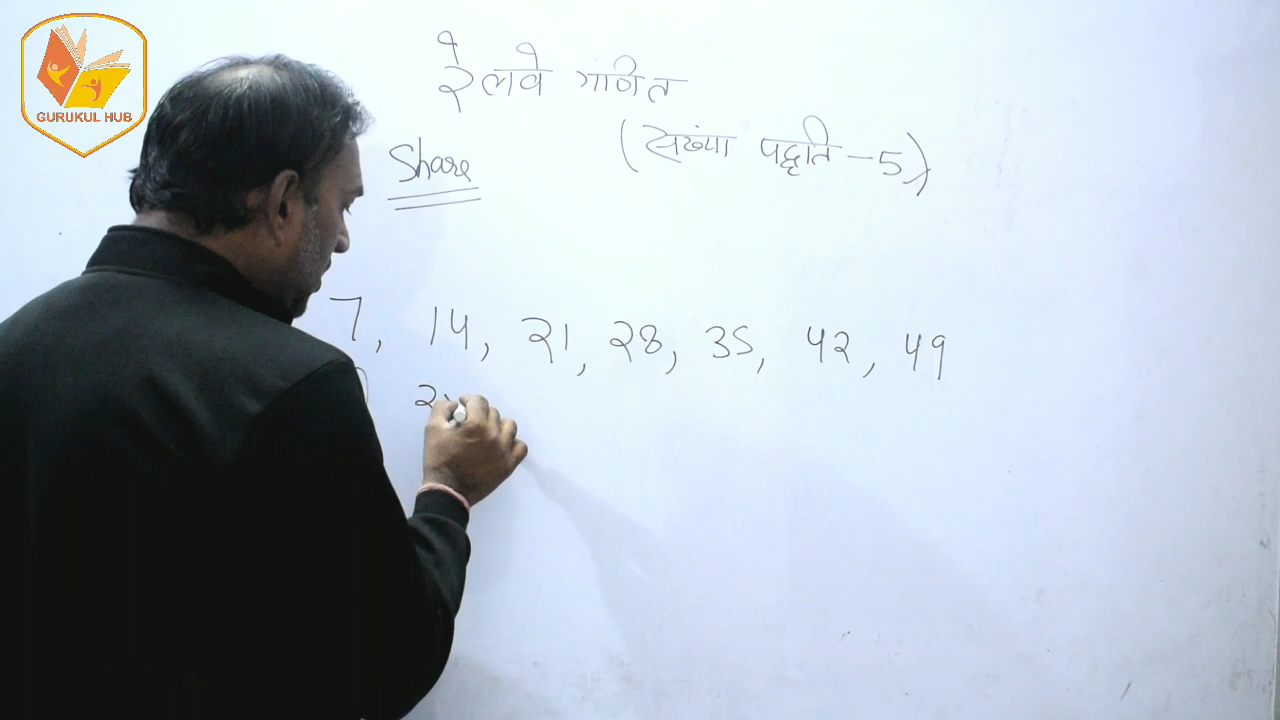 GURUKUL HUB
रेलवे गणित
(संख्या पद्धति - 5)
Share
7, 14, 21, 28, 35, 42, 49